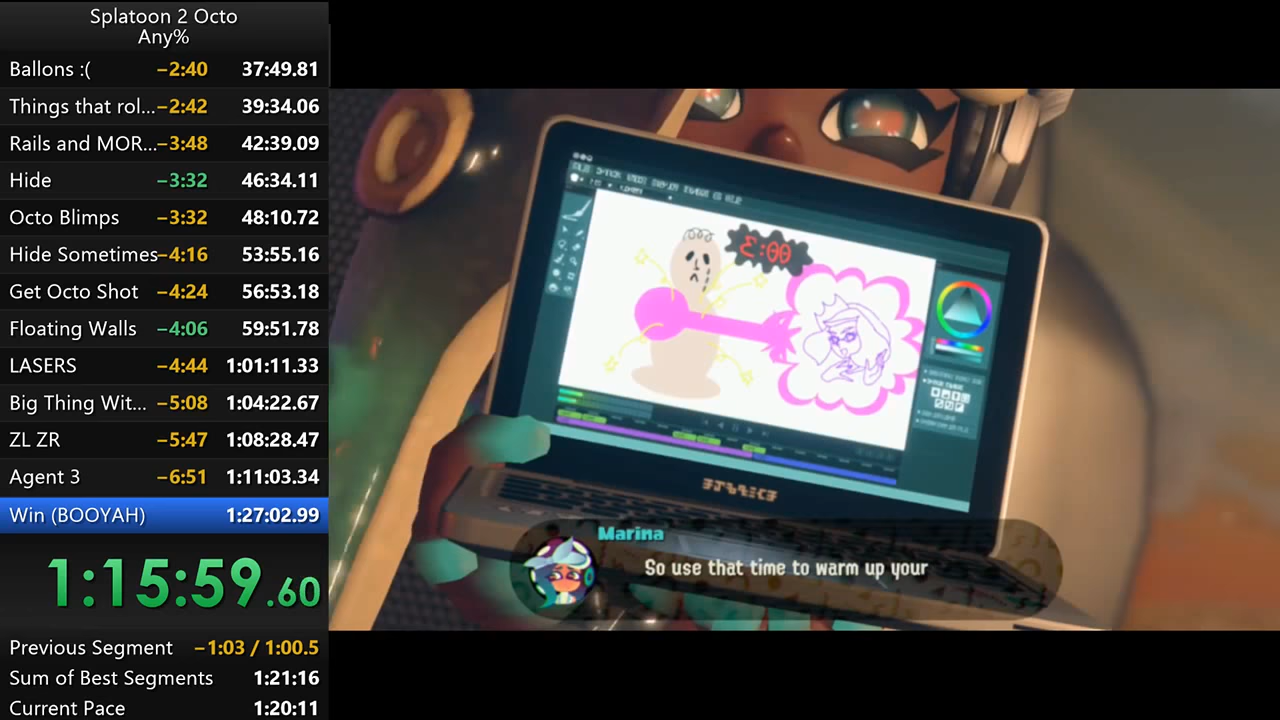 Splatoon 2 Octo
Any%
Ballons :( −2:40 37:49.81
Things that rol... −2:42 39:34.06
Rails and MOR... −3:48 42:39.09
Hide −3:32 46:34.11
Octo Blimps −3:32 48:10.72
Hide Sometimes −4:16 53:55.16
Get Octo Shot −4:24 56:53.18
Floating Walls −4:06 59:51.78
LASERS −4:44 1:01:11.33
Big Thing Wit... −5:08 1:04:22.67
ZL ZR −5:47 1:08:28.47
Agent 3 −6:51 1:11:03.34
Win (BOOYAH) 1:27:02.99
1:15:59.60
Previous Segment −1:03 / 1:00.5
Sum of Best Segments 1:21:16
Current Pace 1:20:11
Marina
So use that time to warm up your